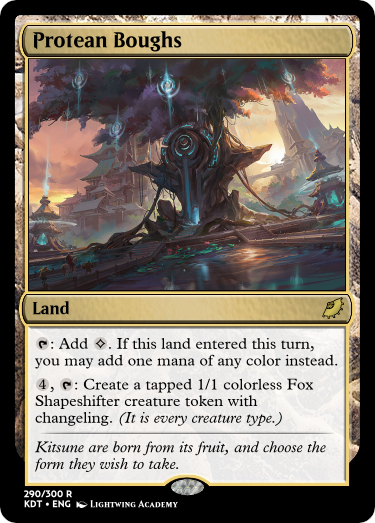 Protean Boughs
Land
: Add . If this land entered this turn,
you may add one mana of any color instead.
4, : Create a tapped 1/1 colorless Fox
Shapeshifter creature token with
changeling. (It is every creature type.)
Kitsune are born from its fruit, and choose the
form they wish to take.
290/300 R
KDT • ENG Lightwing Academy